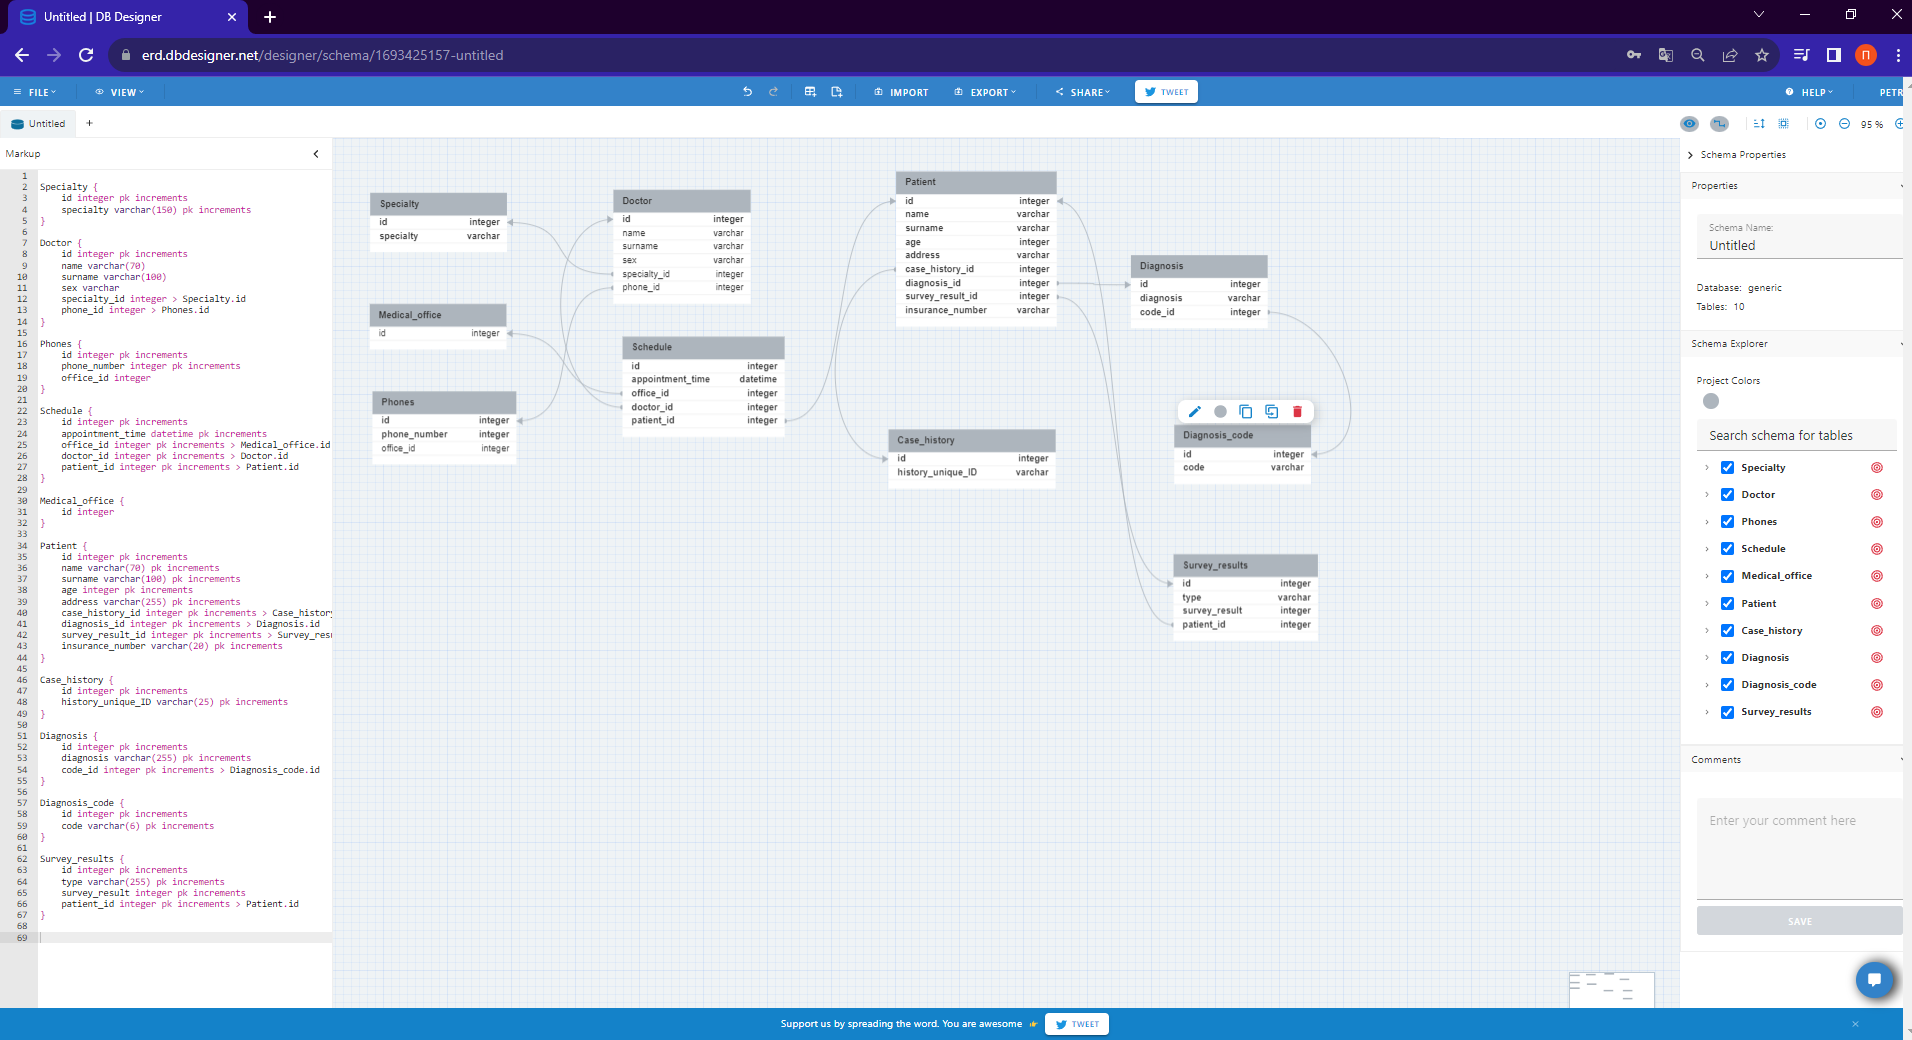 Untitled | DB Designer
erd.dbdesigner.net/designer/schema/1693425157-untitled
П
FILE
VIEW
IMPORT
EXPORT
SHARE
TWEET
HELP
PETR
Untitled
95 %
Markup
1
2 Specialty {
3 id integer pk increments
4 specialty varchar(150) pk increments
5 }
6
7 Doctor {
8 id integer pk increments
9 name varchar(70)
10 surname varchar(100)
11 sex varchar
12 specialty_id integer > Specialty.id
13 phone_id integer > Phones.id
14 }
15
16 Phones {
17 id integer pk increments
18 phone_number integer pk increments
19 office_id integer
20 }
21
22 Schedule {
23 id integer pk increments
24 appointment_time datetime pk increments
25 office_id integer pk increments > Medical_office.id
26 doctor_id integer pk increments > Doctor.id
27 patient_id integer pk increments > Patient.id
28 }
29
30 Medical_office {
31 id integer
32 }
33
34 Patient {
35 id integer pk increments
36 name varchar(70) pk increments
37 surname varchar(100) pk increments
38 age integer pk increments
39 address varchar(255) pk increments
40 case_history_id integer pk increments > Case_history
41 diagnosis_id integer pk increments > Diagnosis.id
42 survey_result_id integer pk increments > Survey_resu
43 insurance_number varchar(20) pk increments
44 }
45
46 Case_history {
47 id integer pk increments
48 history_unique_ID varchar(25) pk increments
49 }
50
51 Diagnosis {
52 id integer pk increments
53 diagnosis varchar(255) pk increments
54 code_id integer pk increments > Diagnosis_code.id
55 }
56
57 Diagnosis_code {
58 id integer pk increments
59 code varchar(6) pk increments
60 }
61
62 Survey_results {
63 id integer pk increments
64 type varchar(255) pk increments
65 survey_result integer pk increments
66 patient_id integer pk increments > Patient.id
67 }
68
69
Specialty
id integer
specialty varchar
Medical_office
id integer
Phones
id integer
phone_number integer
office_id integer
Doctor
id integer
name varchar
surname varchar
sex varchar
specialty_id integer
phone_id integer
Schedule
id integer
appointment_time datetime
office_id integer
doctor_id integer
patient_id integer
Patient
id integer
name varchar
surname varchar
age integer
address varchar
case_history_id integer
diagnosis_id integer
survey_result_id integer
insurance_number varchar
Case_history
id integer
history_unique_ID varchar
Diagnosis
id integer
diagnosis varchar
code_id integer
Diagnosis_code
id integer
code varchar
Survey_results
id integer
type varchar
survey_result integer
patient_id integer
Schema Properties
Properties
Schema Name:
Untitled
Database: generic
Tables: 10
Schema Explorer
Project Colors
Search schema for tables
Specialty
Doctor
Phones
Schedule
Medical_office
Patient
Case_history
Diagnosis
Diagnosis_code
Survey_results
Comments
Enter your comment here
SAVE
Support us by spreading the word. You are awesome
TWEET